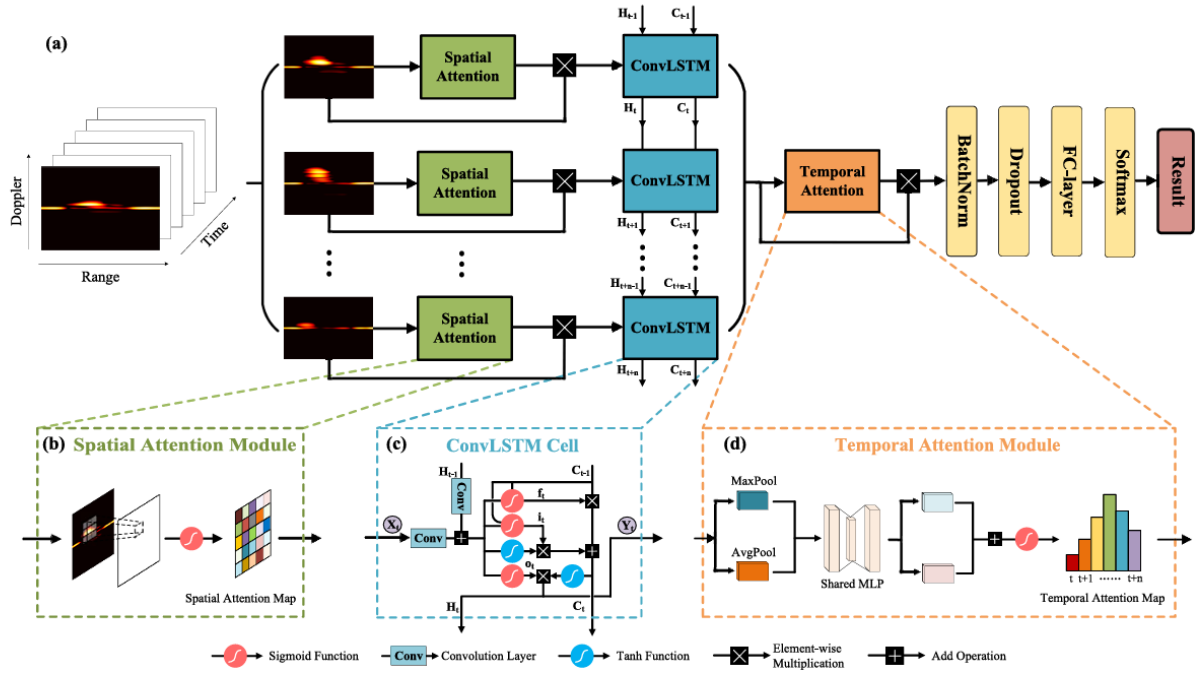 (a)
Doppler
Range
Time
Spatial
Attention
Spatial
Attention
Spatial
Attention
H_{t-1}
C_{t-1}
ConvLSTM
H_t
C_t
ConvLSTM
H_{t+1}
C_{t+1}
H_{t+n-1}
C_{t+n-1}
ConvLSTM
H_{t+n}
C_{t+n}
Temporal
Attention
BatchNorm
Dropout
FC-layer
Softmax
Result
(b) Spatial Attention Module
Spatial Attention Map
(c) ConvLSTM Cell
H_{t-1}
C_{t-1}
Conv
X_t
Conv
f_t
i_t
o_t
Y_t
H_t
C_t
(d) Temporal Attention Module
MaxPool
AvgPool
Shared MLP
t t+1 ...... t+n
Temporal Attention Map
Sigmoid Function
Conv Convolution Layer
Tanh Function
Element-wise
Multiplication
Add Operation